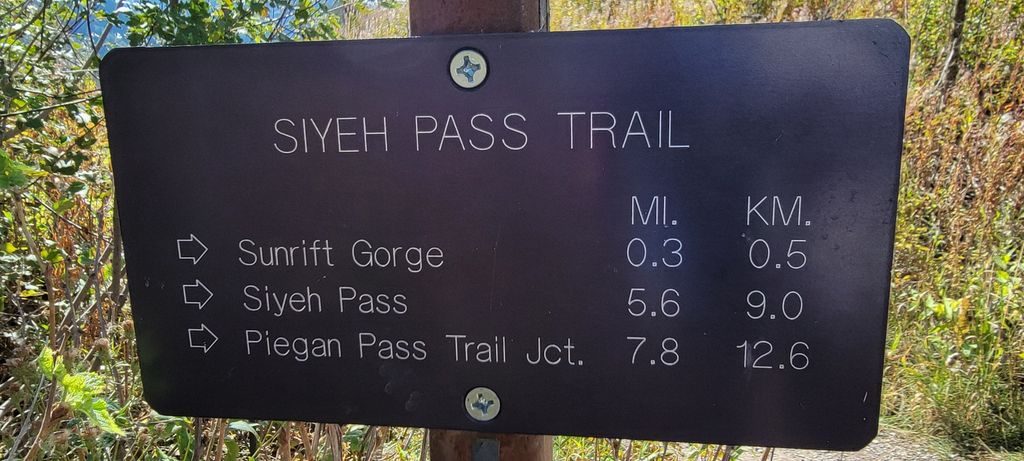 SIYEH PASS TRAIL
MI. KM.
Sunrift Gorge 0.3 0.5
Siyeh Pass 5.6 9.0
Piegan Pass Trail Jct. 7.8 12.6